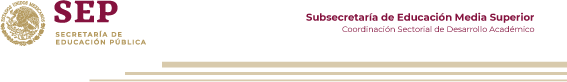 SEP
SECRETARÍA DE
EDUCACIÓN PÚBLICA
Subsecretaría de Educación Media Superior
Coordinación Sectorial de Desarrollo Académico